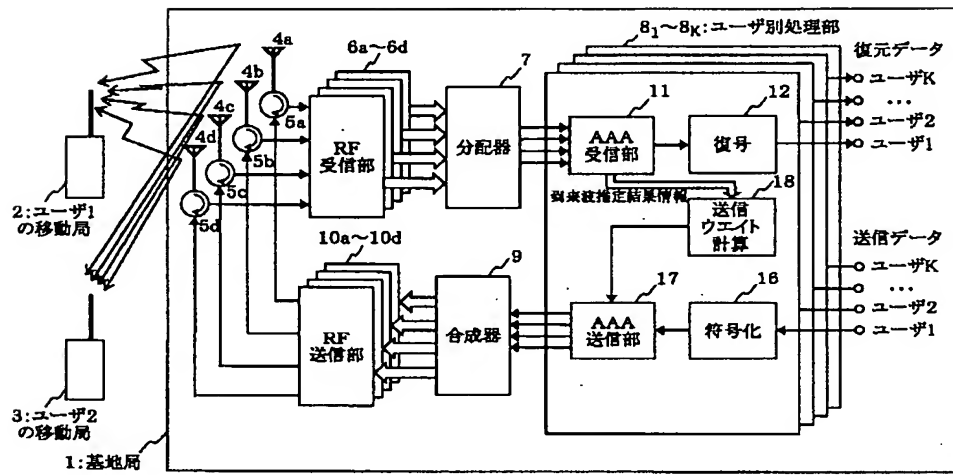 8₁~8ₖ:ユーザ別処理部
復元データ
ユーザK
…
ユーザ2
ユーザ1
4a
4b
4c
4d
5a
5b
5c
5d
6a~6d
RF
受信部
7
分配器
11
AAA
受信部
12
復号
到来波推定結果情報
18
送信
ウエイト
計算
2:ユーザ1
の移動局
10a~10d
RF
送信部
9
合成器
17
AAA
送信部
16
符号化
送信データ
ユーザK
…
ユーザ2
ユーザ1
3:ユーザ2
の移動局
1:基地局